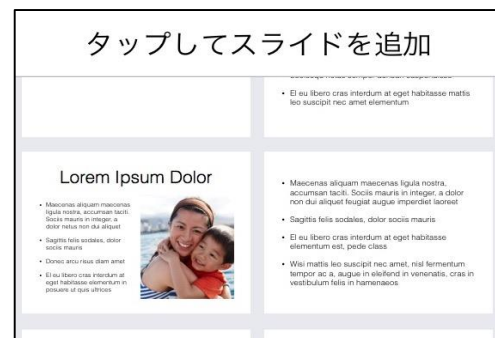 タップしてスライドを追加
• El eu libero cras interdum at eget habitasse mattis
leo suscipit nec amet elementum
Lorem Ipsum Dolor
• Maecenas aliquam maecenas
ligula nostra, accumsan taciti.
Sociis mauris in integer, a
dolor netus non dui aliquet
• Sagittis felis sodales, dolor
sociis mauris
• Donec arcu risus diam amet
• El eu libero cras interdum at
eget habitasse elementum in
posuere ut quis ultrices
• Maecenas aliquam maecenas ligula nostra,
accumsan taciti. Sociis mauris in integer, a dolor
non dui aliquet feugiat augue imperdiet laoreet
• Sagittis felis sodales, dolor sociis mauris
• El eu libero cras interdum at eget habitasse
elementum est, pede class
• Wisi mattis leo suscipit nec amet, nisl fermentum
tempor ac a, augue in eleifend in venenatis, cras in
vestibulum felis in hamenaeos